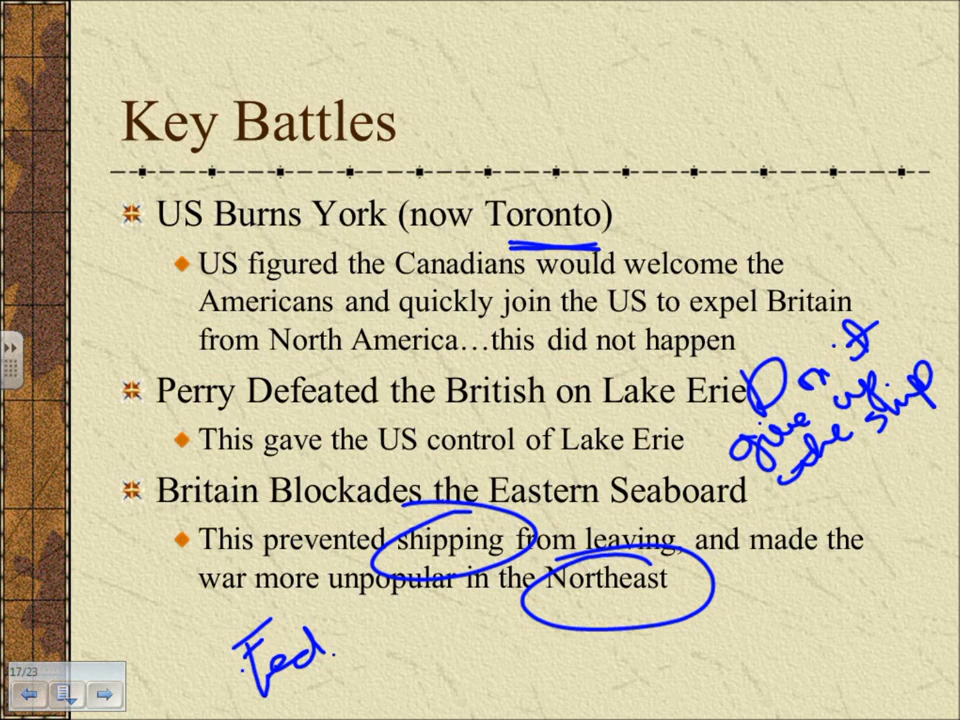 Key Battles
US Burns York (now Toronto)
US figured the Canadians would welcome the
Americans and quickly join the US to expel Britain
from North America…this did not happen
Perry Defeated the British on Lake Erie
Don't
give up
the ship
This gave the US control of Lake Erie
Britain Blockades the Eastern Seaboard
This prevented shipping from leaving, and made the
war more unpopular in the Northeast
Fed.
17/23